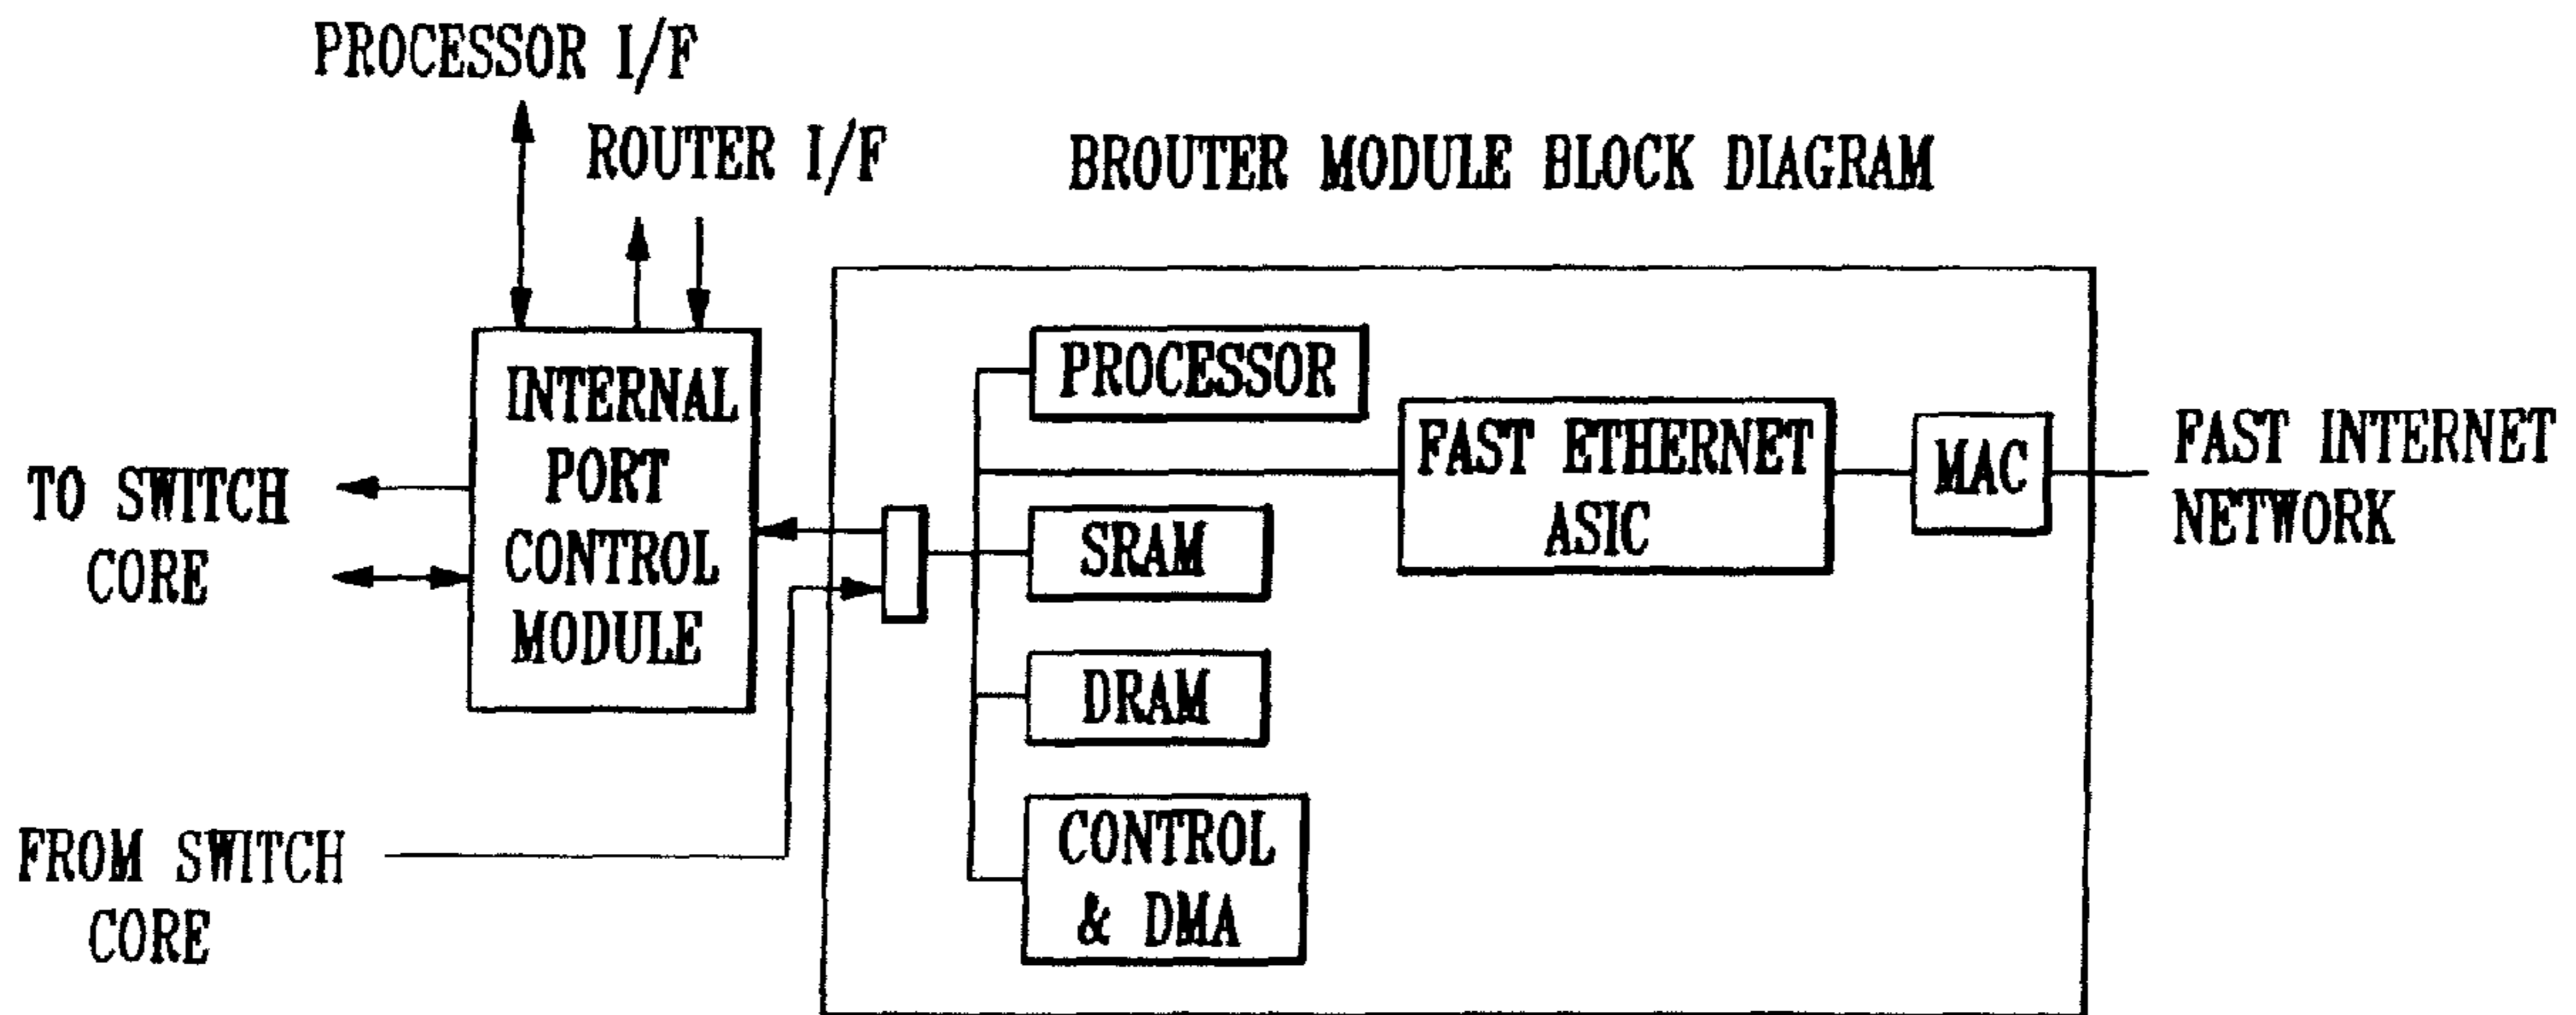 PROCESSOR I/F
ROUTER I/F
BROUTER MODULE BLOCK DIAGRAM
INTERNAL
PORT
CONTROL
MODULE
TO SWITCH
CORE
FROM SWITCH
CORE
PROCESSOR
FAST ETHERNET
ASIC
MAC
SRAM
DRAM
CONTROL
& DMA
FAST INTERNET
NETWORK